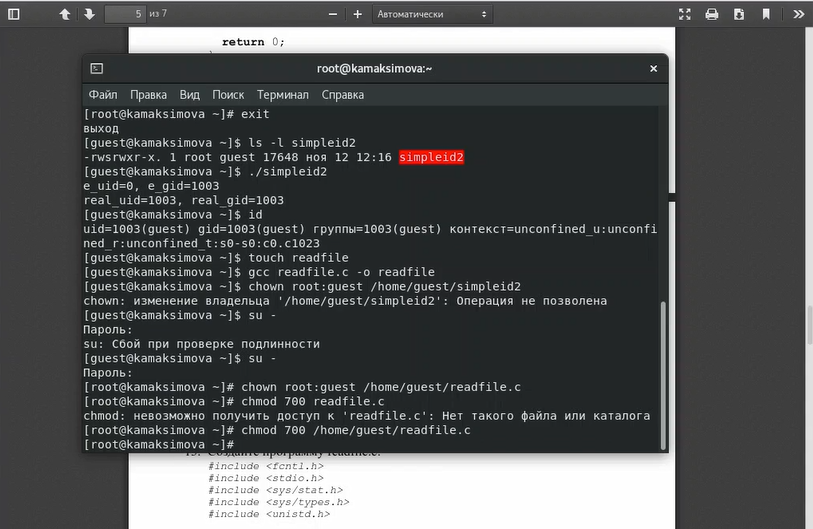 5 из 7
Автоматически
return 0;
root@kamaksimova:~
Файл Правка Вид Поиск Терминал Справка
[root@kamaksimova ~]# exit
выход
[guest@kamaksimova ~]$ ls -l simpleid2
-rwsrwxr-x. 1 root guest 17648 ноя 12 12:16 simpleid2
[guest@kamaksimova ~]$ ./simpleid2
e_uid=0, e_gid=1003
real_uid=1003, real_gid=1003
[guest@kamaksimova ~]$ id
uid=1003(guest) gid=1003(guest) группы=1003(guest) контекст=unconfined_u:unconfi
ned_r:unconfined_t:s0-s0:c0.c1023
[guest@kamaksimova ~]$ touch readfile
[guest@kamaksimova ~]$ gcc readfile.c -o readfile
[guest@kamaksimova ~]$ chown root:guest /home/guest/simpleid2
chown: изменение владельца '/home/guest/simpleid2': Операция не позволена
[guest@kamaksimova ~]$ su -
Пароль:
su: Сбой при проверке подлинности
[guest@kamaksimova ~]$ su -
Пароль:
[root@kamaksimova ~]# chown root:guest /home/guest/readfile.c
[root@kamaksimova ~]# chmod 700 readfile.c
chmod: невозможно получить доступ к 'readfile.c': Нет такого файла или каталога
[root@kamaksimova ~]# chmod 700 /home/guest/readfile.c
[root@kamaksimova ~]#
Создайте программу readfile.c:
#include <fcntl.h>
#include <stdio.h>
#include <sys/stat.h>
#include <sys/types.h>
#include <unistd.h>